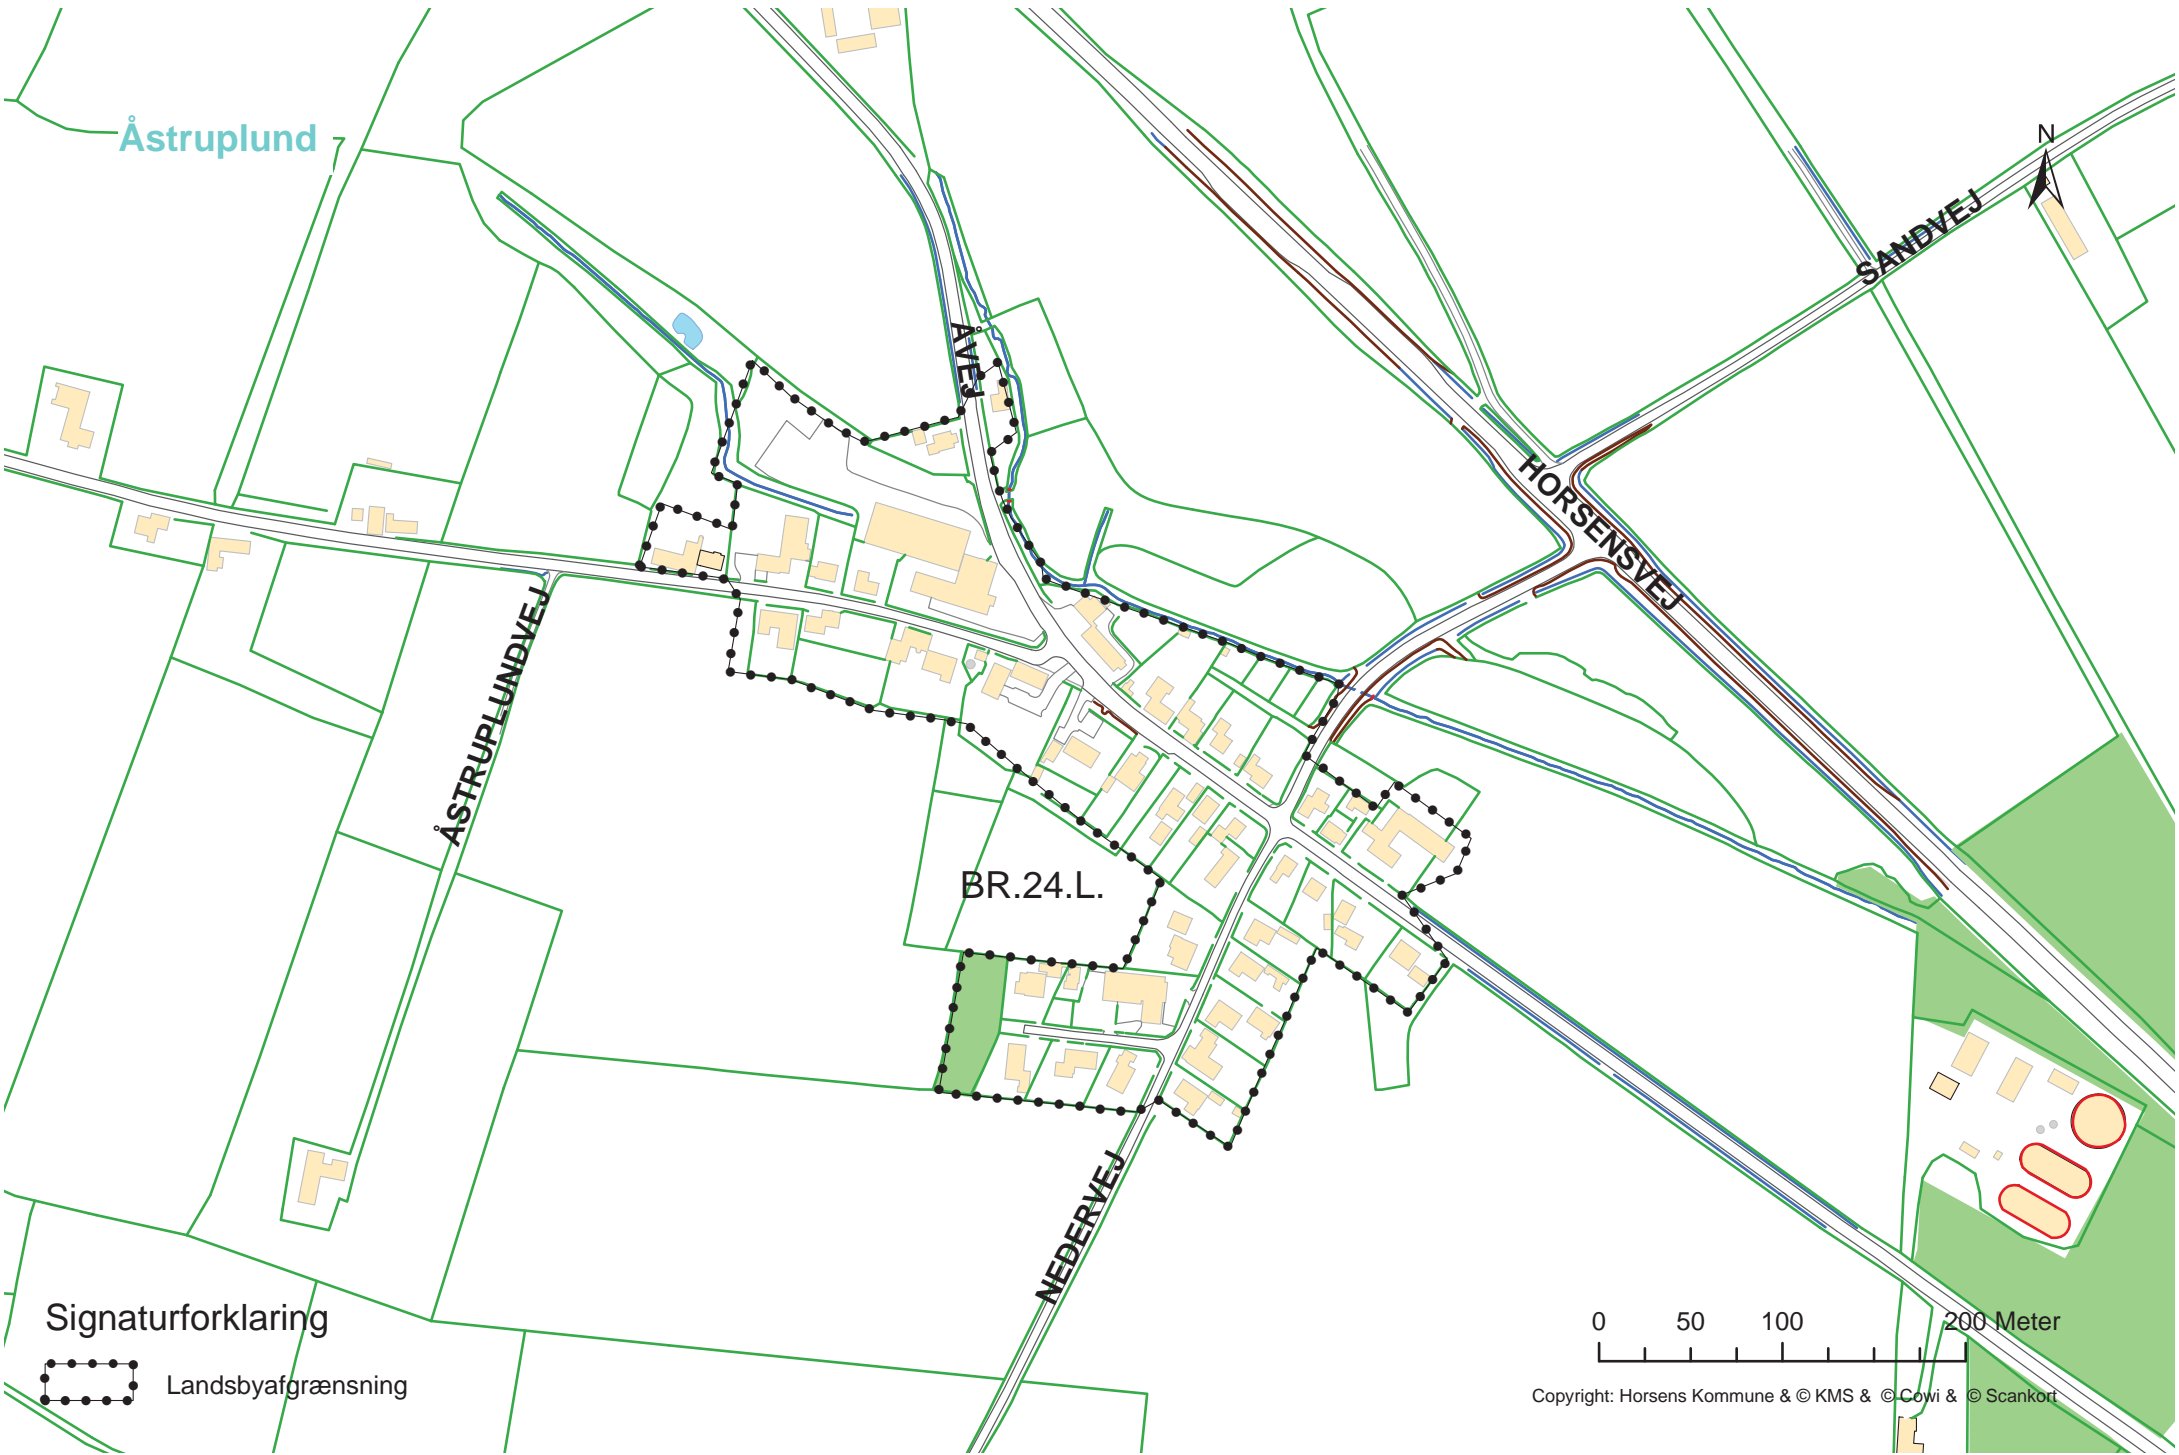 Åstruplund
N
SANDVEJ
ÅVEJ
HORSENSVEJ
ÅSTRUPLUNDVEJ
BR.24.L.
NEDERVEJ
Signaturforklaring
Landsbyafgrænsning
0 50 100 200 Meter
Copyright: Horsens Kommune & © KMS & © Cowi & © Scankort